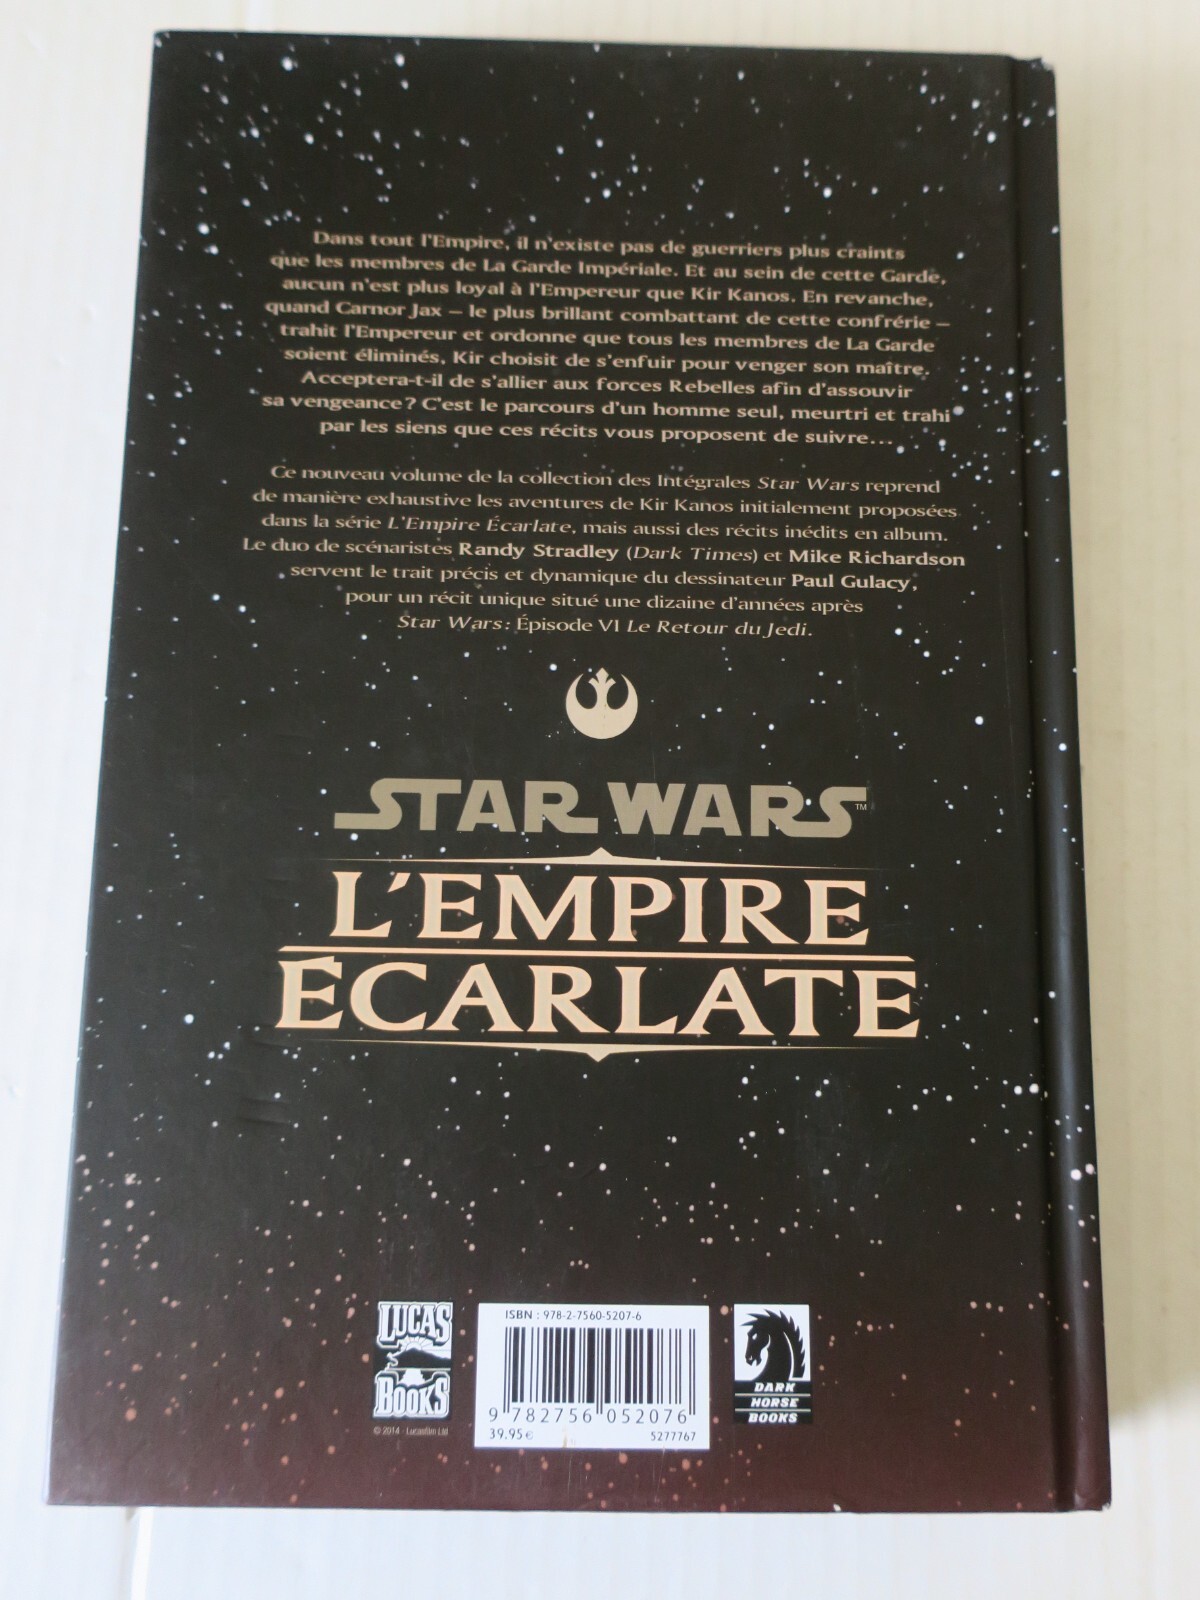 Dans tout l'Empire, il n'existe pas de guerriers plus craints
que les membres de La Garde Impériale. Et au sein de cette Garde,
aucun n'est plus loyal à l'Empereur que Kir Kanos. En revanche,
quand Carnor Jax – le plus brillant combattant de cette confrérie –
trahit l'Empereur et ordonne que tous les membres de La Garde
soient éliminés, Kir choisit de s'enfuir pour venger son maître.
Acceptera-t-il de s'allier aux forces Rebelles afin d'assouvir
sa vengeance? C'est le parcours d'un homme seul, meurtri et trahi
par les siens que ces récits vous proposent de suivre...
Ce nouveau volume de la collection des Intégrales Star Wars reprend
de manière exhaustive les aventures de Kir Kanos initialement proposées
dans la série L'Empire Écarlate, mais aussi des récits inédits en album.
Le duo de scénaristes Randy Stradley (Dark Times) et Mike Richardson
servent le trait précis et dynamique du dessinateur Paul Gulacy,
pour un récit unique situé une dizaine d'années après
Star Wars: Épisode VI Le Retour du Jedi.
STAR WARS™
L'EMPIRE
ÉCARLATE
LUCAS
BOOKS
© 2014 - Lucasfilm Ltd
ISBN : 978-2-7560-5207-6
9 782756 052076
39.95€ 5277767
DARK
HORSE
BOOKS